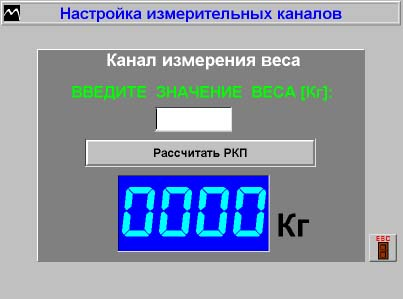 Настройка измерительных каналов
Канал измерения веса
ВВЕДИТЕ ЗНАЧЕНИЕ ВЕСА [Кг]:
Рассчитать РКП
0000 Кг
ESC